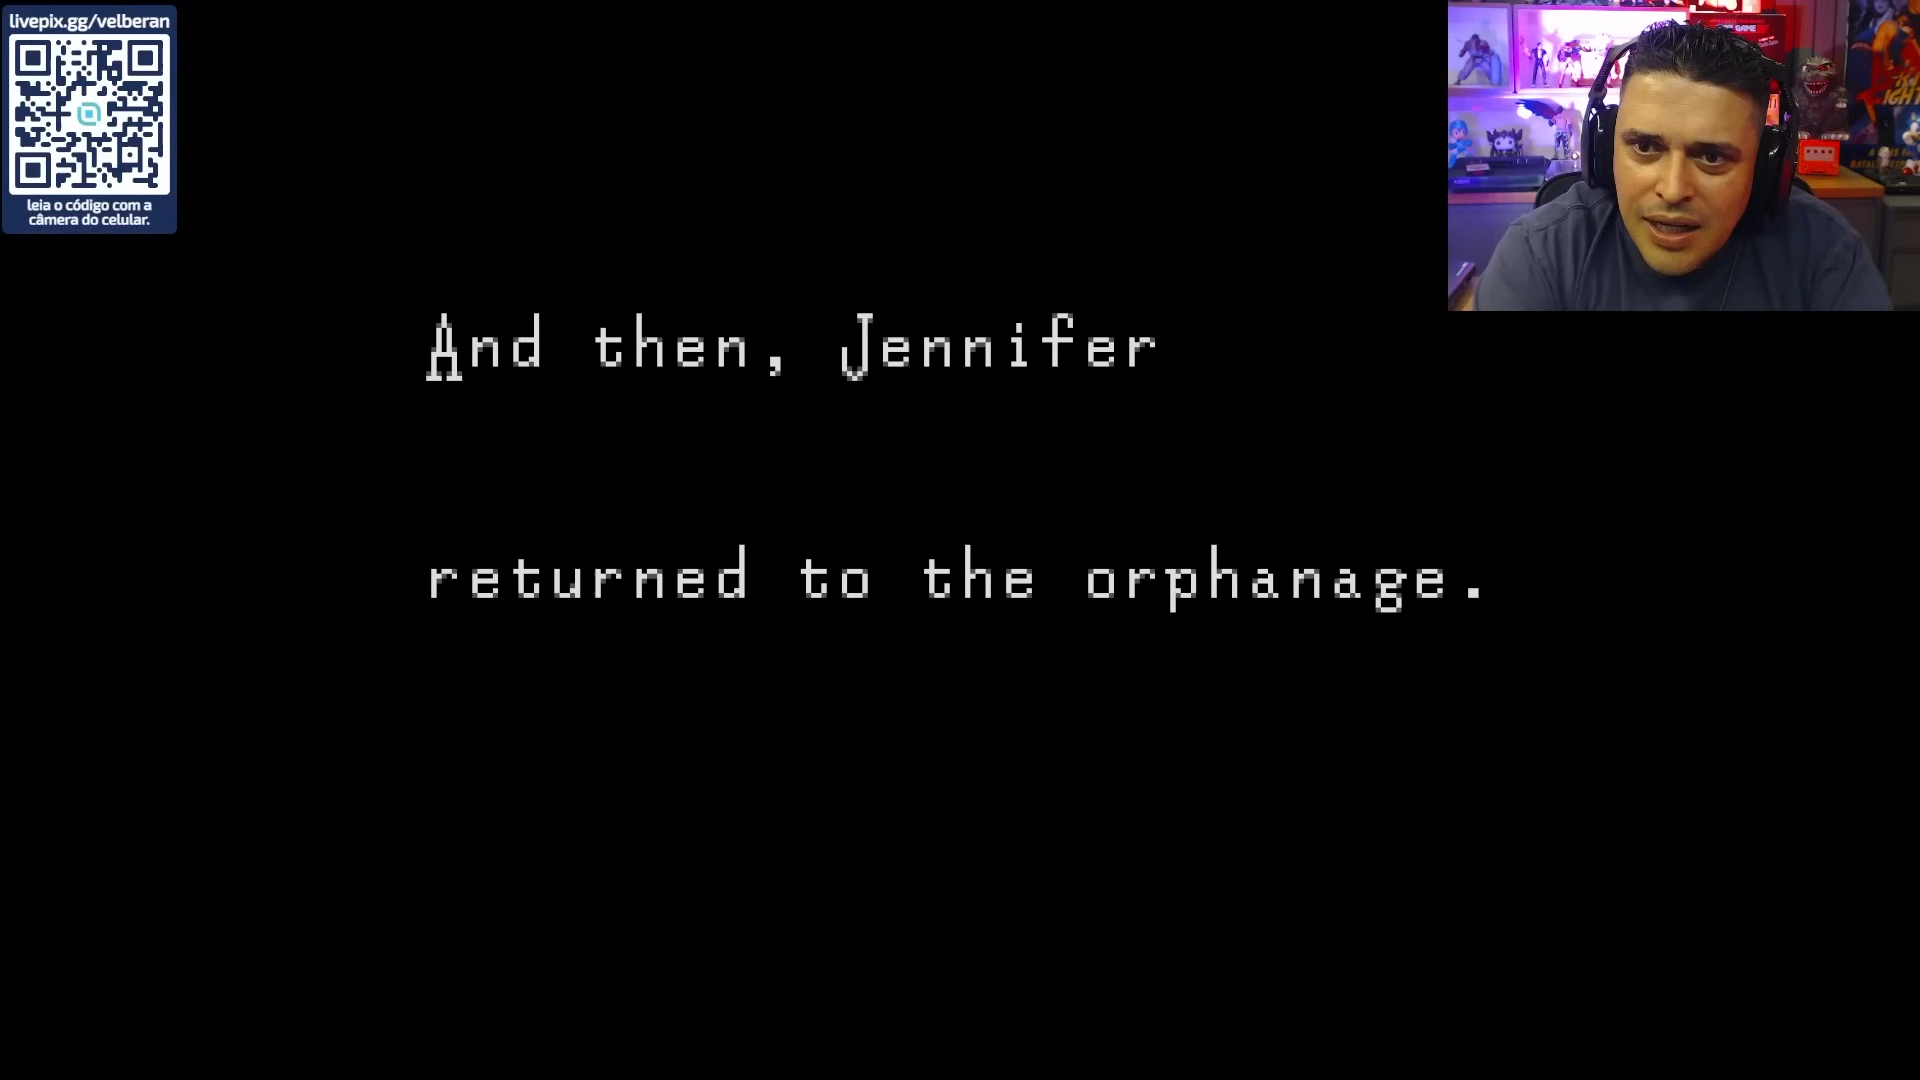 livepix.gg/velberan
leia o código com a
câmera do celular.
And then, Jennifer
returned to the orphanage.